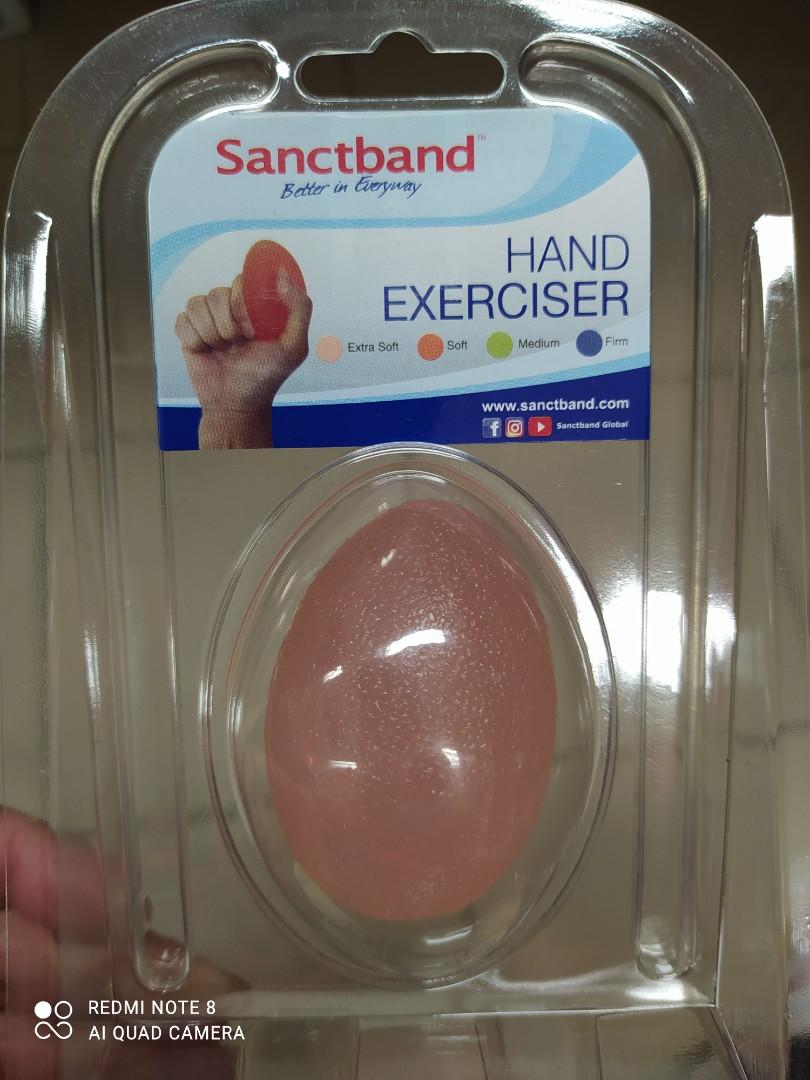 Sanctband™
Better in Everyway
HAND
EXERCISER
Extra Soft Soft Medium Firm
www.sanctband.com
Sanctband Global
REDMI NOTE 8
AI QUAD CAMERA